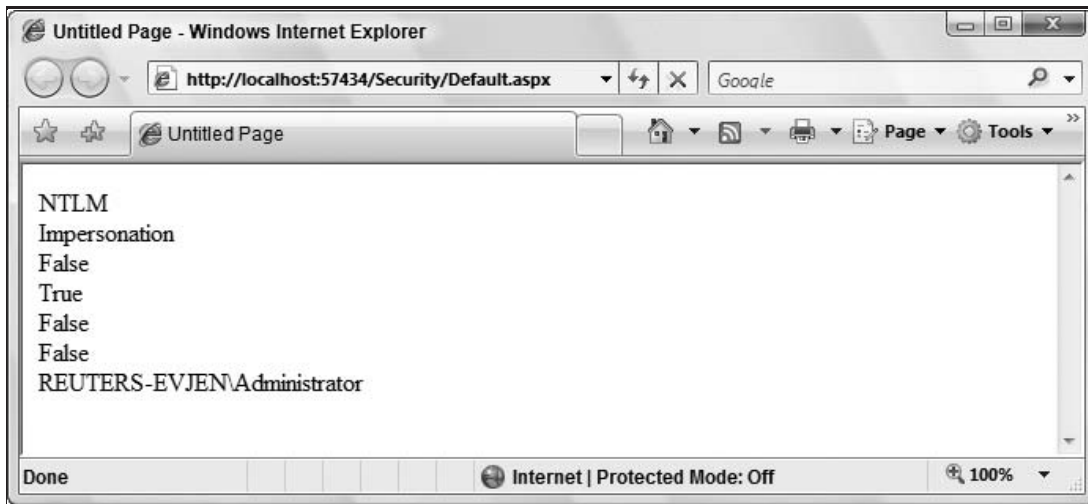 Untitled Page - Windows Internet Explorer
http://localhost:57434/Security/Default.aspx
Google
Untitled Page
Page
Tools
»
NTLM
Impersonation
False
True
False
False
REUTERS-EVJEN\Administrator
Done
Internet | Protected Mode: Off
100%